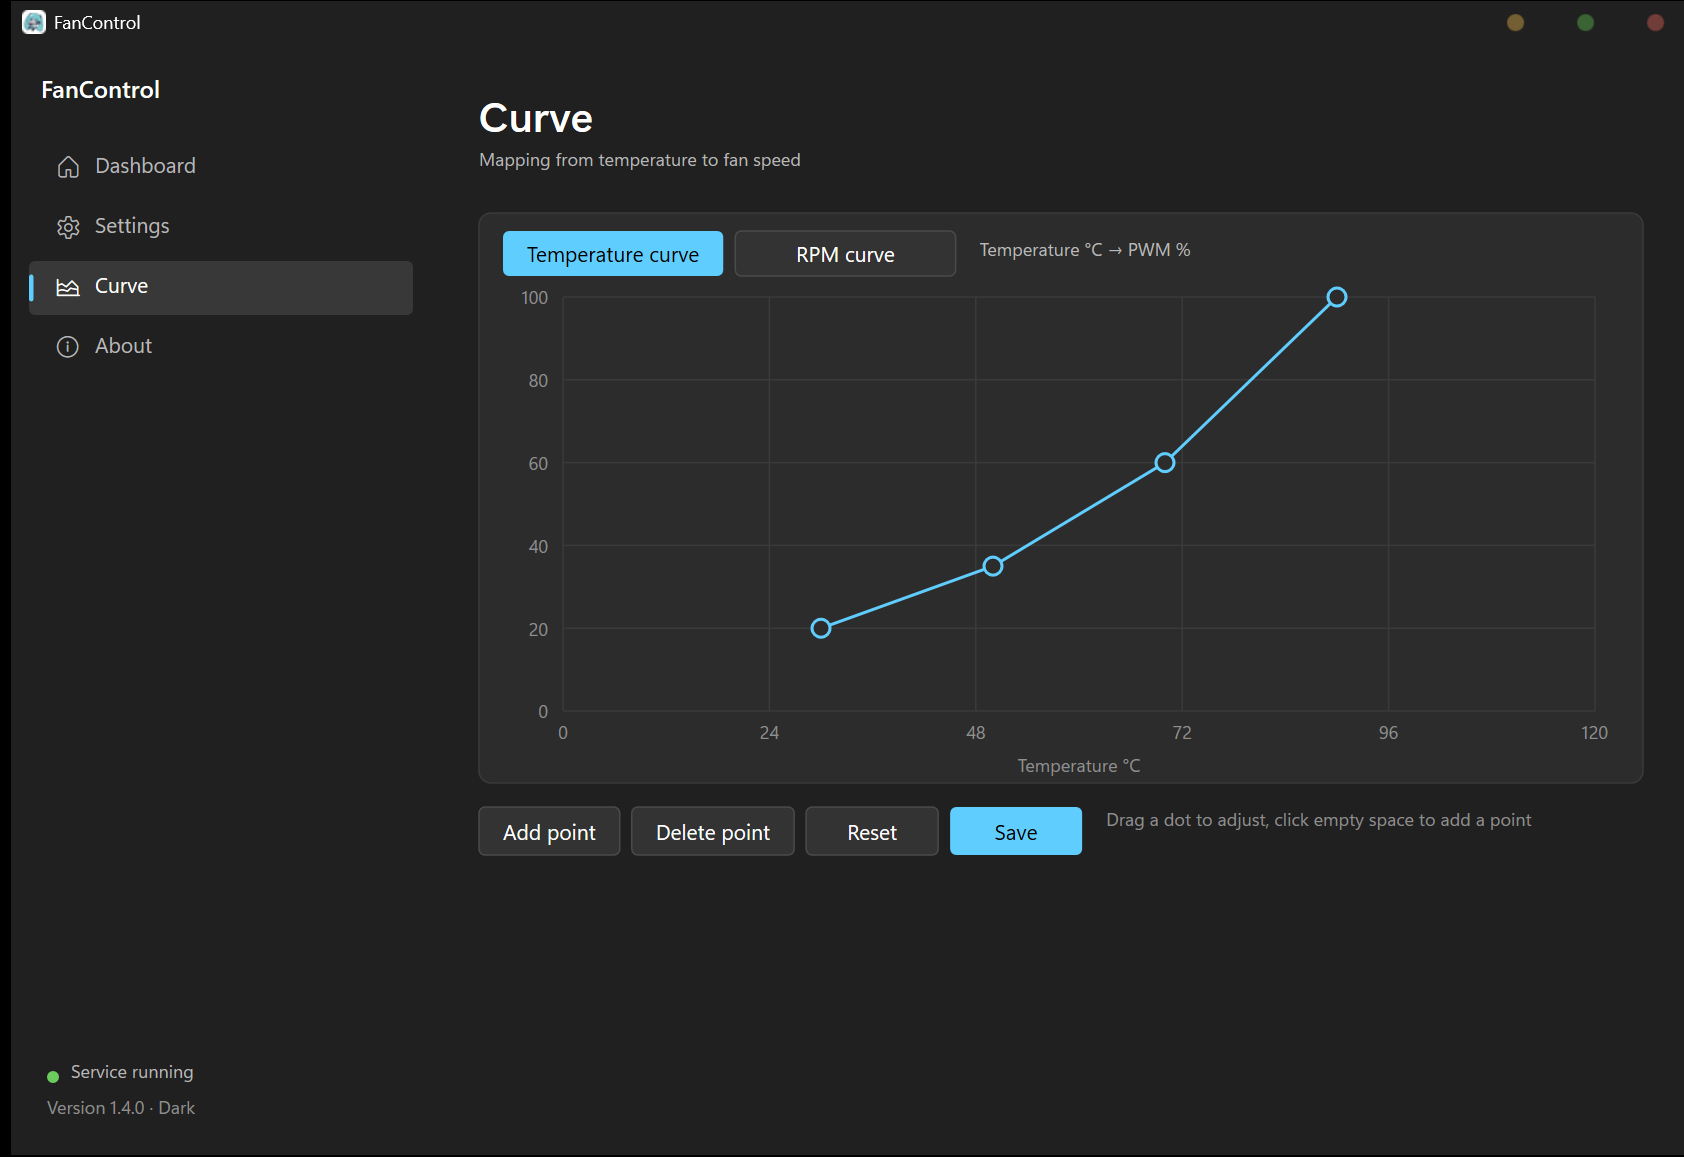 FanControl
FanControl
Dashboard
Settings
Curve
About
Service running
Version 1.4.0 · Dark
Curve
Mapping from temperature to fan speed
Temperature curve
RPM curve
Temperature °C → PWM %
100
80
60
40
20
0
0 24 48 72 96 120
Temperature °C
Add point
Delete point
Reset
Save
Drag a dot to adjust, click empty space to add a point